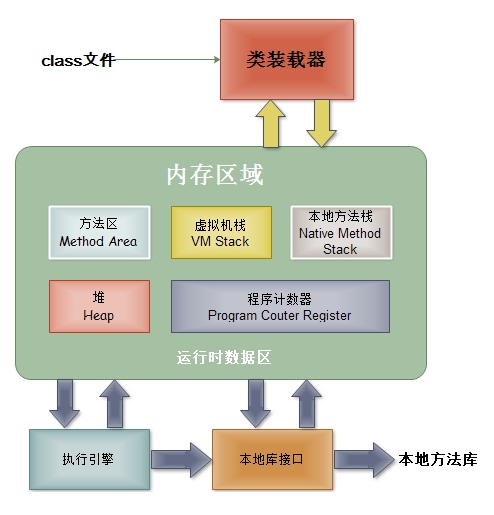 class文件
类装载器
内存区域
方法区
Method Area
虚拟机栈
VM Stack
本地方法栈
Native Method
Stack
堆
Heap
程序计数器
Program Couter Register
运行时数据区
执行引擎
本地库接口
本地方法库